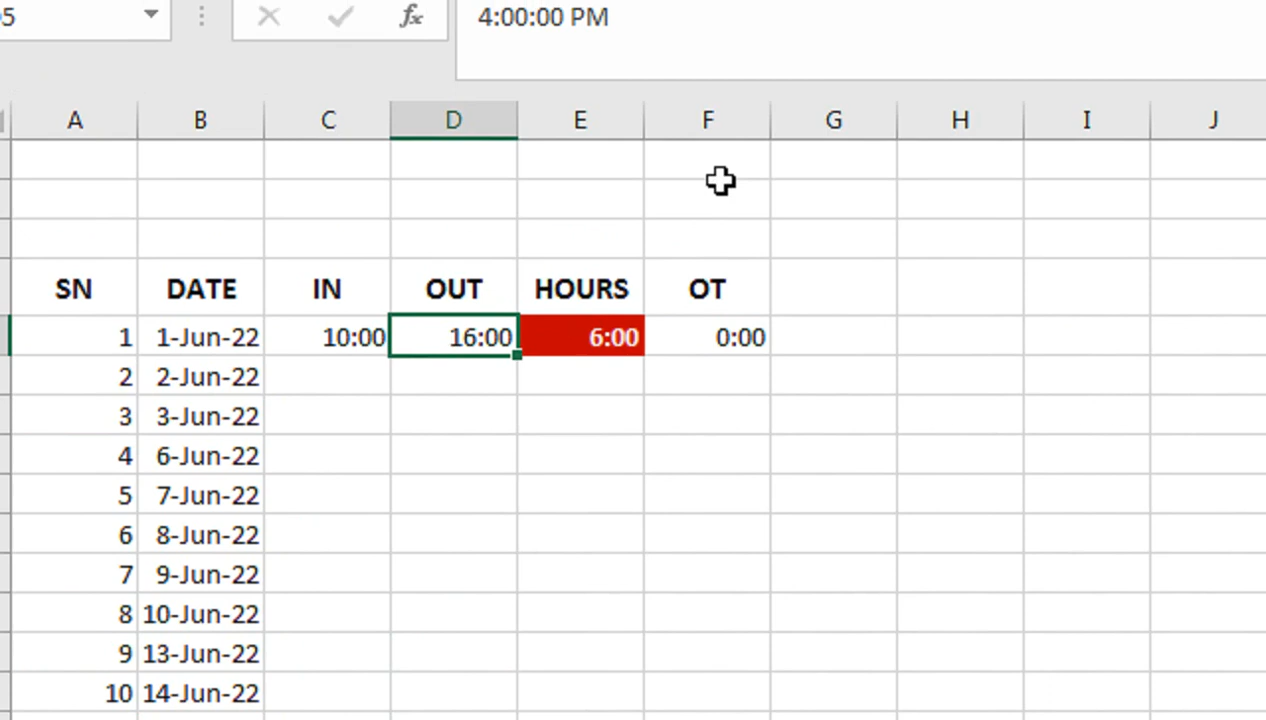 5 fx 4:00:00 PM
A B C D E F G H I J
SN DATE IN OUT HOURS OT
1 1-Jun-22 10:00 16:00 6:00 0:00
2 2-Jun-22
3 3-Jun-22
4 6-Jun-22
5 7-Jun-22
6 8-Jun-22
7 9-Jun-22
8 10-Jun-22
9 13-Jun-22
10 14-Jun-22